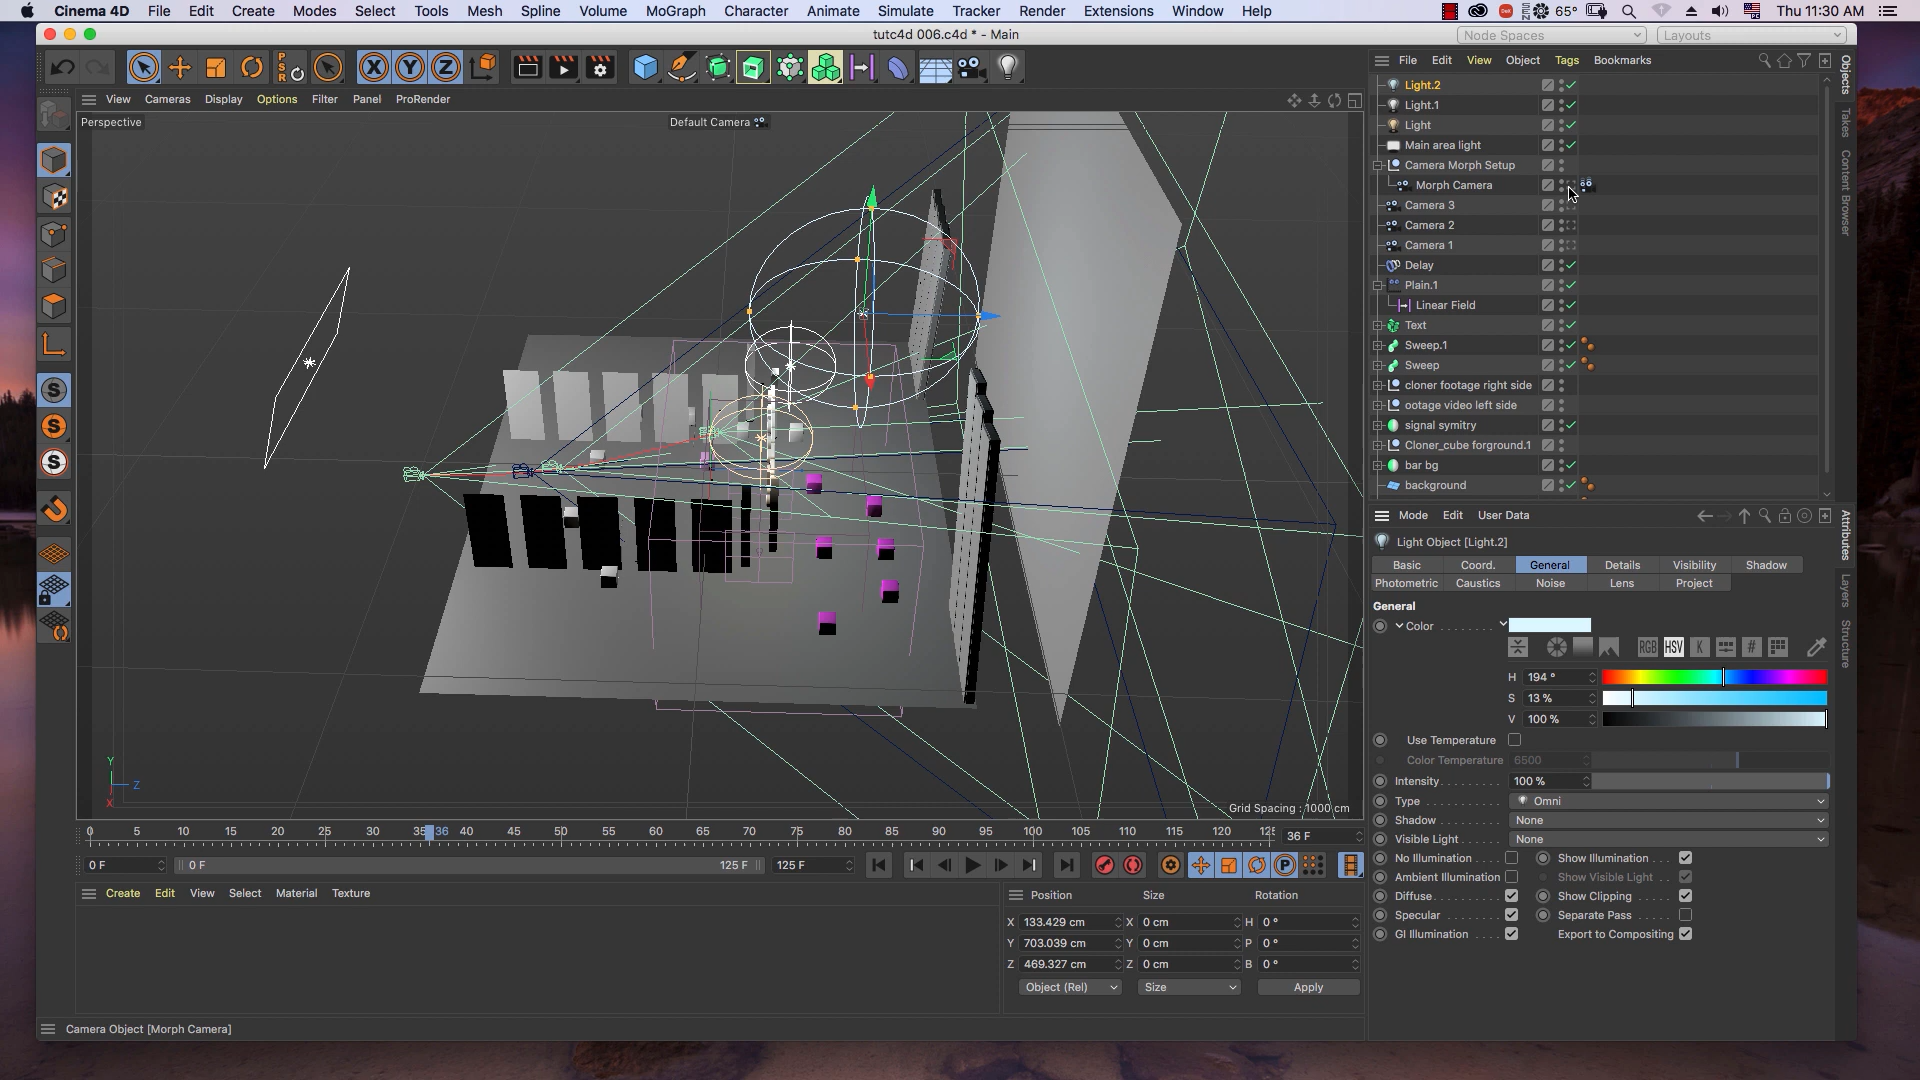 Cinema 4D File Edit Create Modes Select Tools Mesh Spline Volume MoGraph Character Animate Simulate Tracker Render Extensions Window Help 65° Thu 11:30 AM
tutc4d 006.c4d * - Main
Node Spaces Layouts
File Edit View Object Tags Bookmarks
View Cameras Display Options Filter Panel ProRender
Perspective
Default Camera
Light.2
Light.1
Light
Main area light
Camera Morph Setup
Morph Camera
Camera 3
Camera 2
Camera 1
Delay
Plain.1
Linear Field
Text
Sweep.1
Sweep
cloner footage right side
ootage video left side
signal symitry
Cloner_cube forground.1
bar bg
background
Objects
Takes
Content Browser
Mode Edit User Data
Light Object [Light.2]
Basic Coord. General Details Visibility Shadow
Photometric Caustics Noise Lens Project
General
Color
RGB HSV K #
H 194 °
S 13 %
V 100 %
Use Temperature
Color Temperature 6500
Intensity 100 %
Type Omni
Shadow None
Visible Light None
No Illumination Show Illumination
Ambient Illumination Show Visible Light
Diffuse Show Clipping
Specular Separate Pass
GI Illumination Export to Compositing
Attributes
Layers
Structure
Y
Z
X
Grid Spacing : 1000 cm
0 5 10 15 20 25 30 35 36 40 45 50 55 60 65 70 75 80 85 90 95 100 105 110 115 120 36 F
0 F 0 F 125 F 125 F
Create Edit View Select Material Texture
Position Size Rotation
X 133.429 cm X 0 cm H 0 °
Y 703.039 cm Y 0 cm P 0 °
Z 469.327 cm Z 0 cm B 0 °
Object (Rel) Size Apply
Camera Object [Morph Camera]
PSR
X Y Z
S
S
S
P